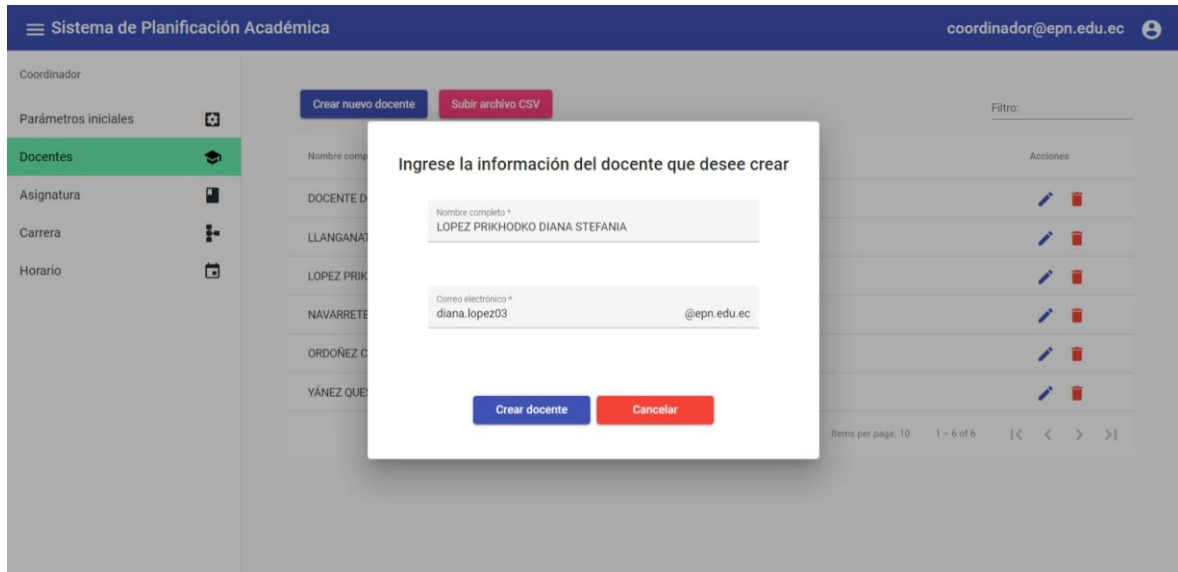 Sistema de Planificación Académica
coordinador@epn.edu.ec
Coordinador
Parámetros iniciales
Docentes
Asignatura
Carrera
Horario
Crear nuevo docente
Subir archivo CSV
Filtro:
Nombre comp
Acciones
DOCENTE D
LLANGANAT
LOPEZ PRIK
NAVARRETE
ORDOÑEZ C
YÁNEZ QUE
Ingrese la información del docente que desee crear
Nombre completo *
LOPEZ PRIKHODKO DIANA STEFANIA
Correo electrónico *
diana.lopez03 @epn.edu.ec
Crear docente
Cancelar
Items per page: 10 1 – 6 of 6